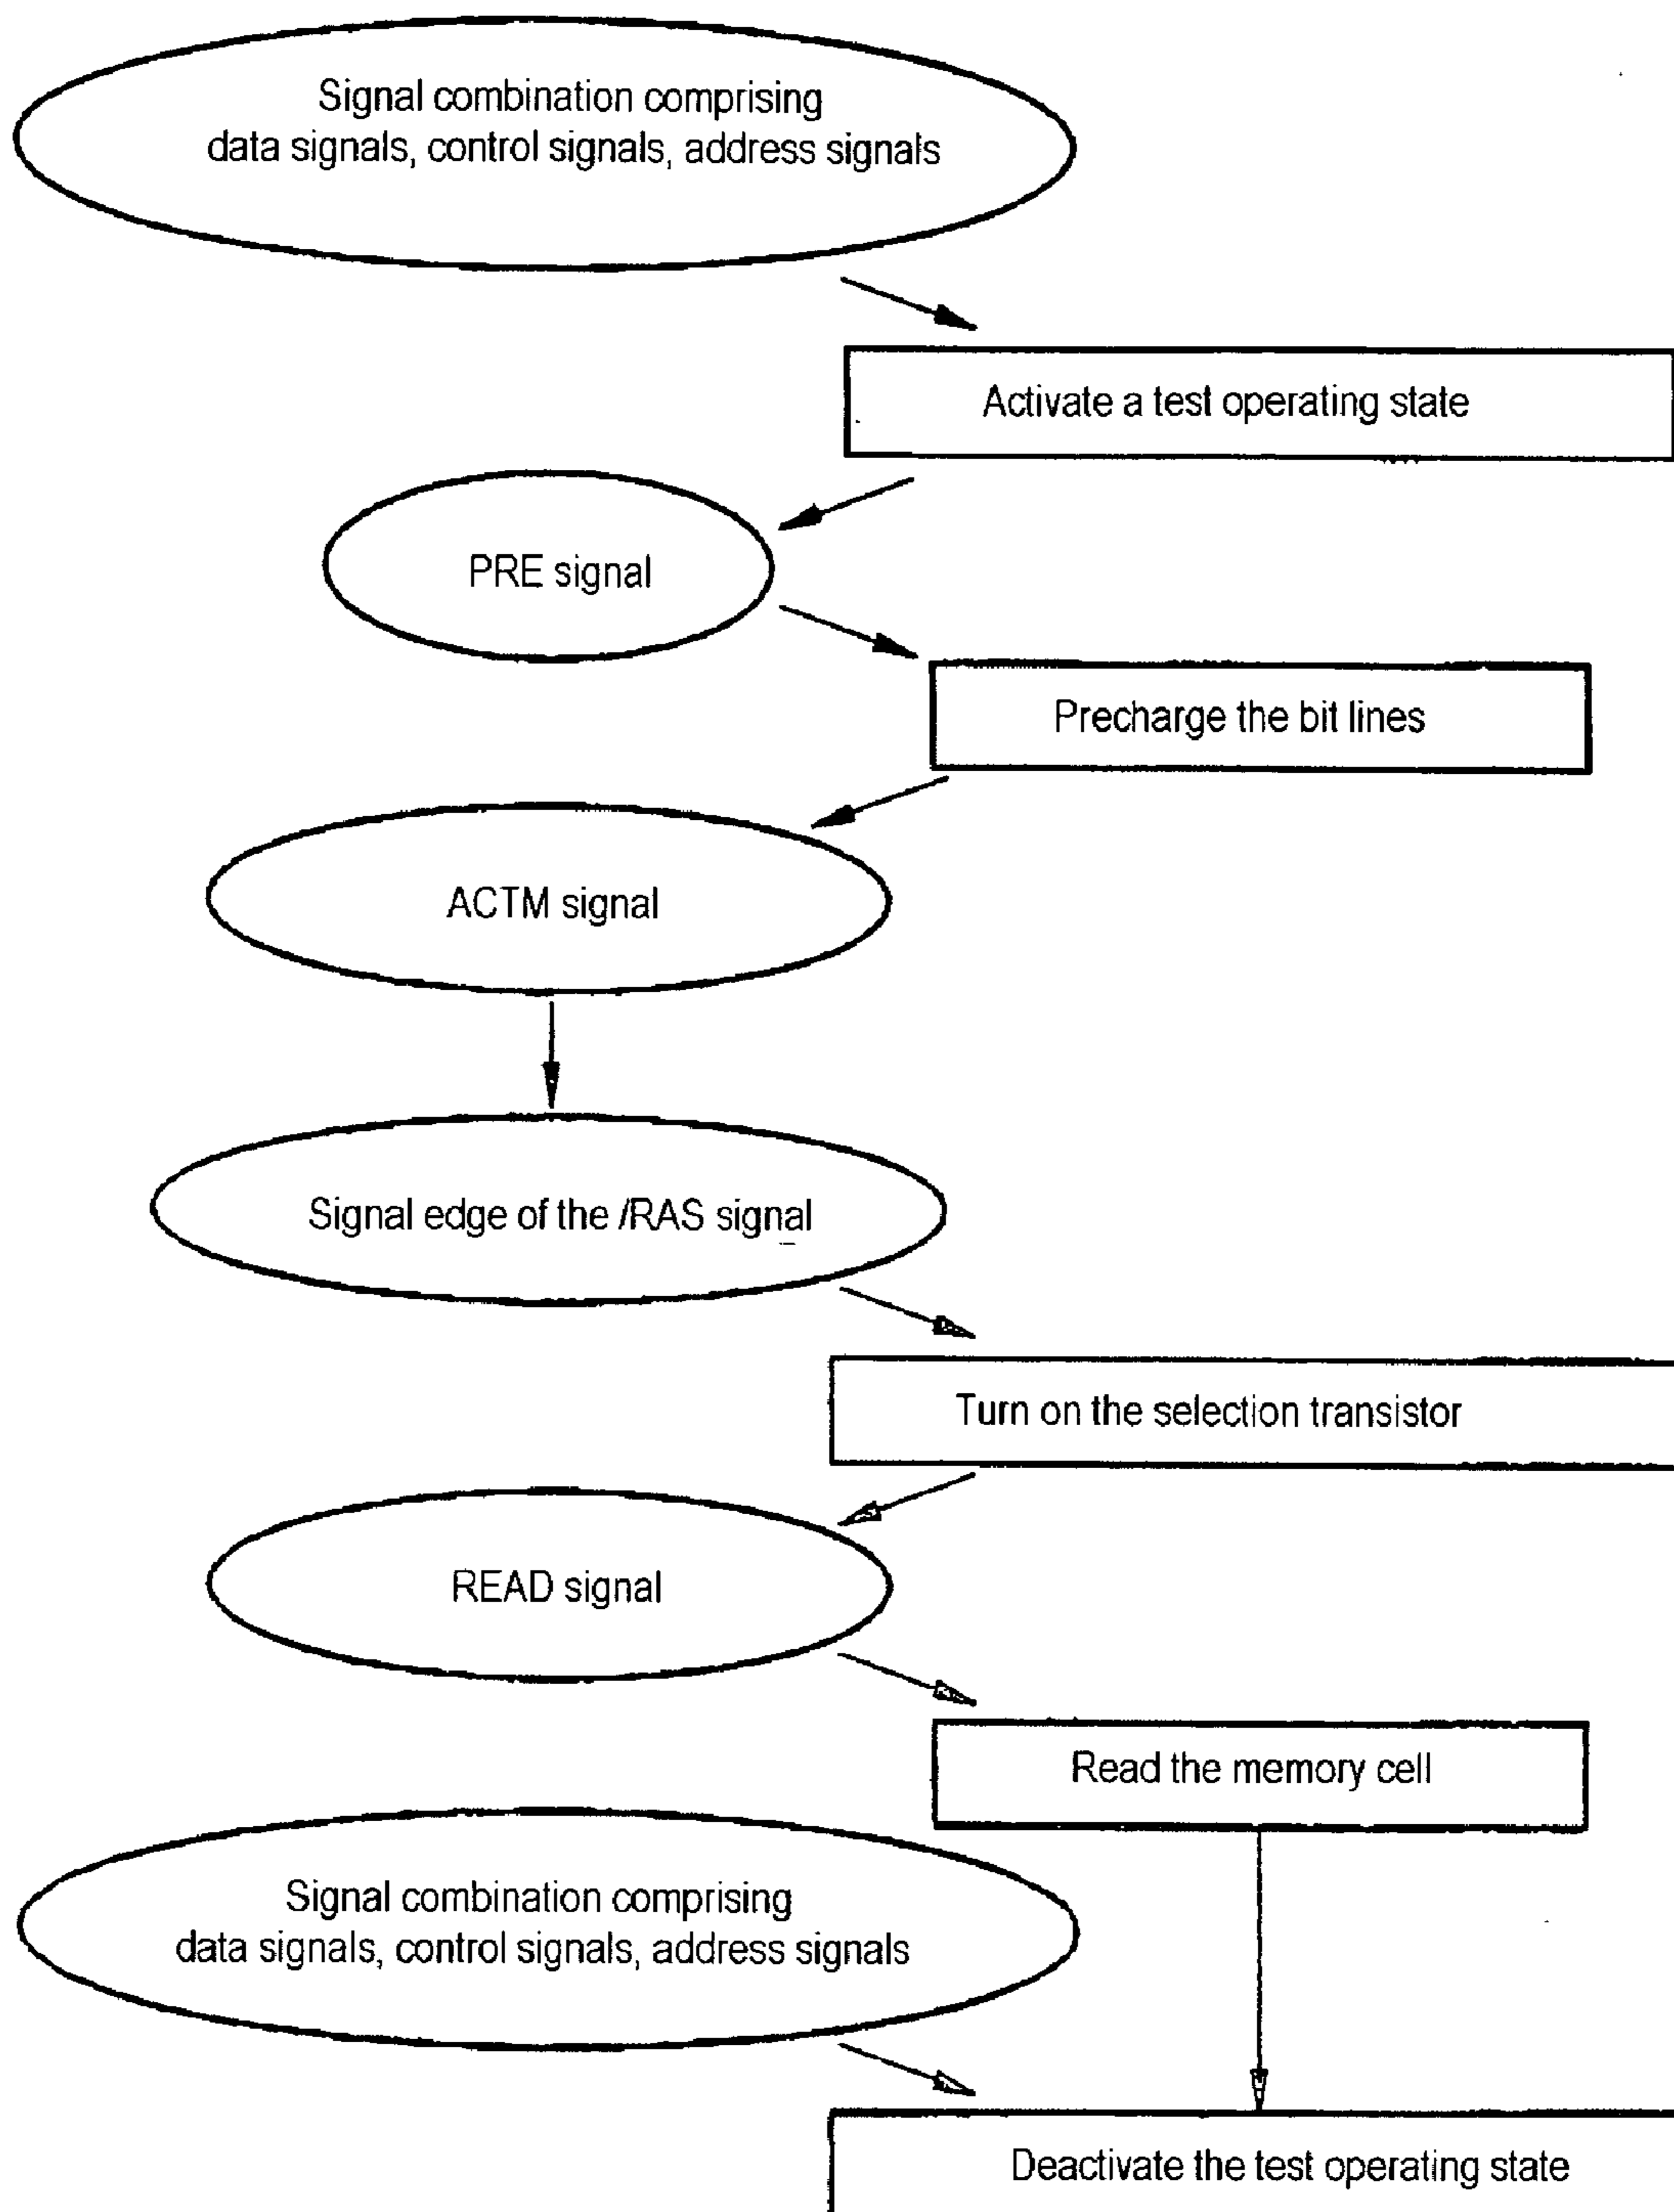 Signal combination comprising
data signals, control signals, address signals
Activate a test operating state
PRE signal
Precharge the bit lines
ACTM signal
Signal edge of the /RAS signal
Turn on the selection transistor
READ signal
Read the memory cell
Signal combination comprising
data signals, control signals, address signals
Deactivate the test operating state